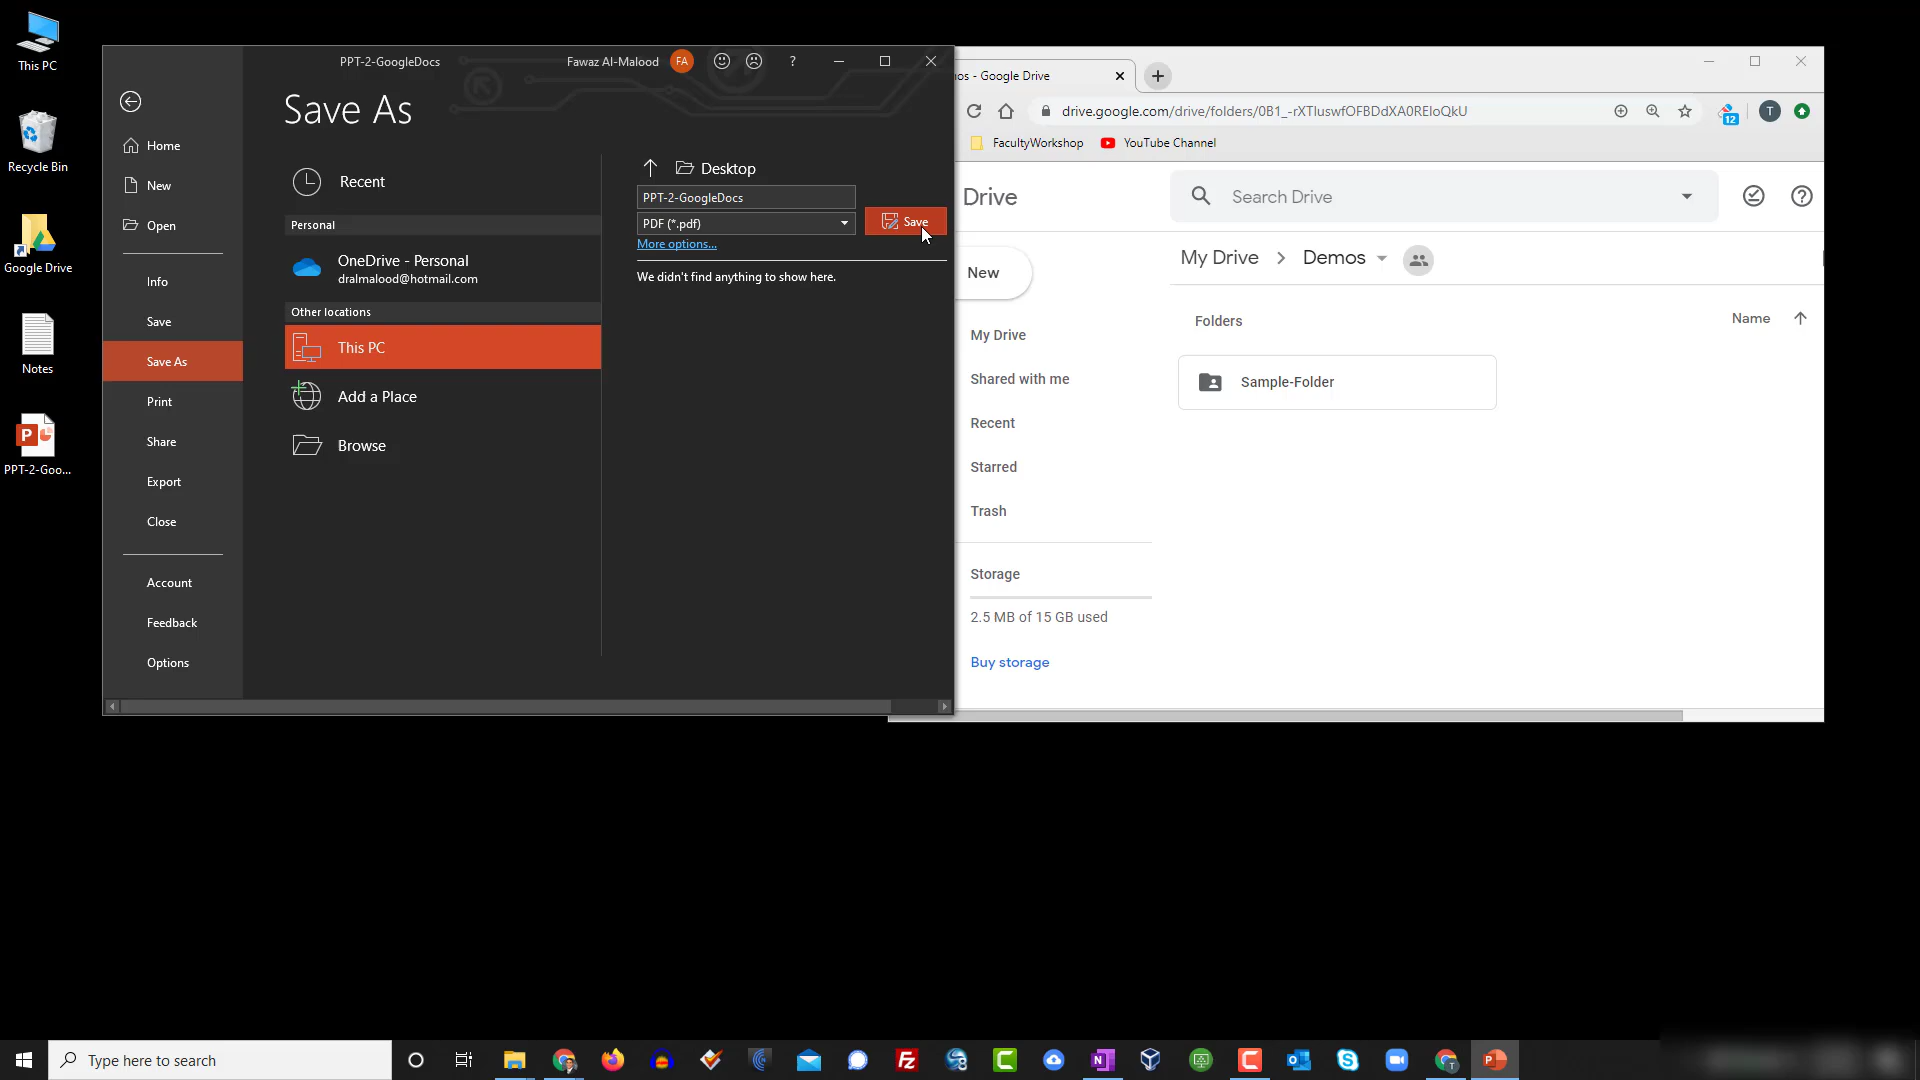 This PC
Recycle Bin
Google Drive
Notes
PPT-2-Goo...
PPT-2-GoogleDocs
Fawaz Al-Malood
FA
?
Save As
Home
New
Open
Info
Save
Save As
Print
Share
Export
Close
Account
Feedback
Options
Recent
Personal
OneDrive - Personal
dralmalood@hotmail.com
Other locations
This PC
Add a Place
Browse
Desktop
PPT-2-GoogleDocs
PDF (*.pdf)
Save
More options...
We didn't find anything to show here.
os - Google Drive
drive.google.com/drive/folders/0B1_-rXTluswfOFBDdXA0REloQkU
12
T
FacultyWorkshop
YouTube Channel
Drive
Search Drive
New
My Drive
Demos
My Drive
Shared with me
Recent
Starred
Trash
Storage
2.5 MB of 15 GB used
Buy storage
Folders
Name
Sample-Folder
Type here to search